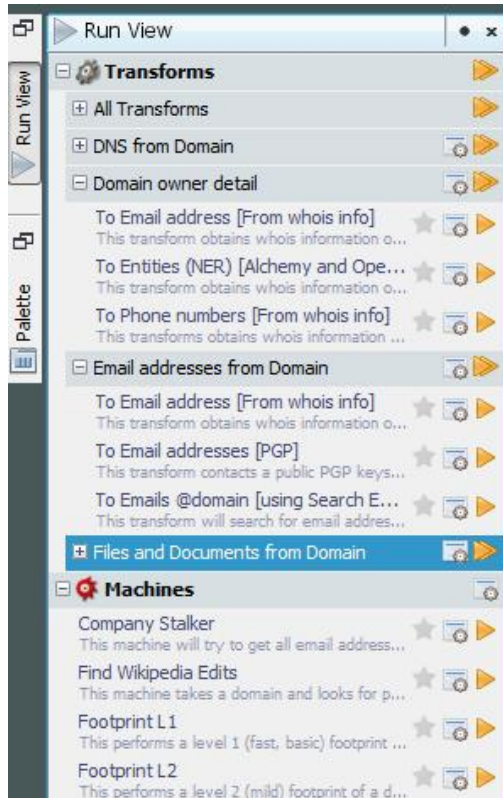 Run View
Run View
Palette
Transforms
All Transforms
DNS from Domain
Domain owner detail
To Email address [From whois info]
This transform obtains whois information o...
To Entities (NER) [Alchemy and Ope...
This transform obtains whois information o...
To Phone numbers [From whois info]
This transforms obtains whois information ...
Email addresses from Domain
To Email address [From whois info]
This transform obtains whois information o...
To Email addresses [PGP]
This transform contacts a public PGP keys...
To Emails @domain [using Search E...
This transform will search for email addres...
Files and Documents from Domain
Machines
Company Stalker
This machine will try to get all email address...
Find Wikipedia Edits
This machine takes a domain and looks for p...
Footprint L1
This performs a level 1 (fast, basic) footprint ...
Footprint L2
This performs a level 2 (mild) footprint of a d...